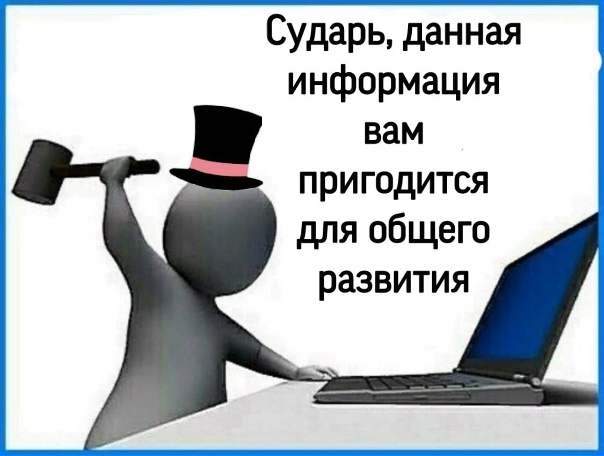 Сударь, данная
информация
вам
пригодится
для общего
развития